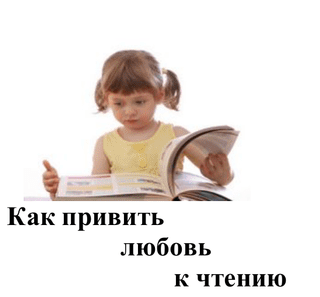 Как привить
любовь
к чтению